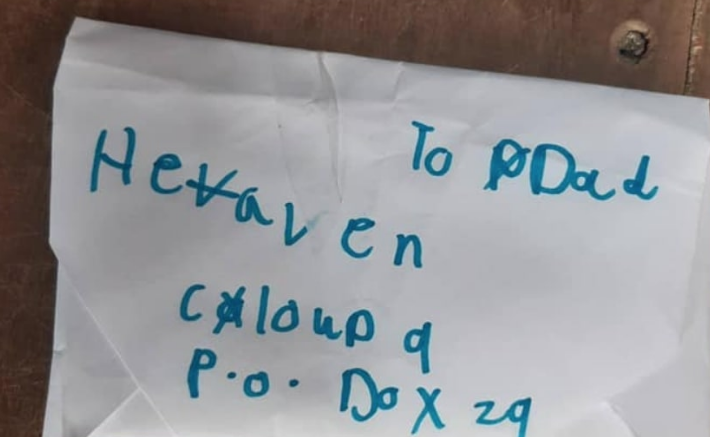 To Dad
Heaven
cloud 9
P.O. Box 29